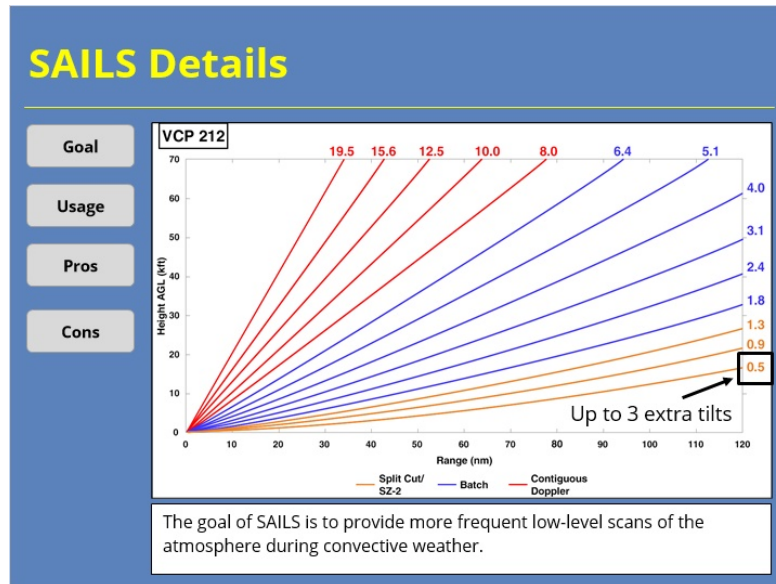 SAILS Details
Goal
Usage
Pros
Cons
VCP 212
19.5 15.6 12.5 10.0 8.0 6.4 5.1
4.0
3.1
2.4
1.8
1.3
0.9
0.5
Height AGL (kft)
70
60
50
40
30
20
10
0
0 10 20 30 40 50 60 70 80 90 100 110 120
Range (nm)
Up to 3 extra tilts
Split Cut/
SZ-2
Batch
Contiguous
Doppler
The goal of SAILS is to provide more frequent low-level scans of the
atmosphere during convective weather.